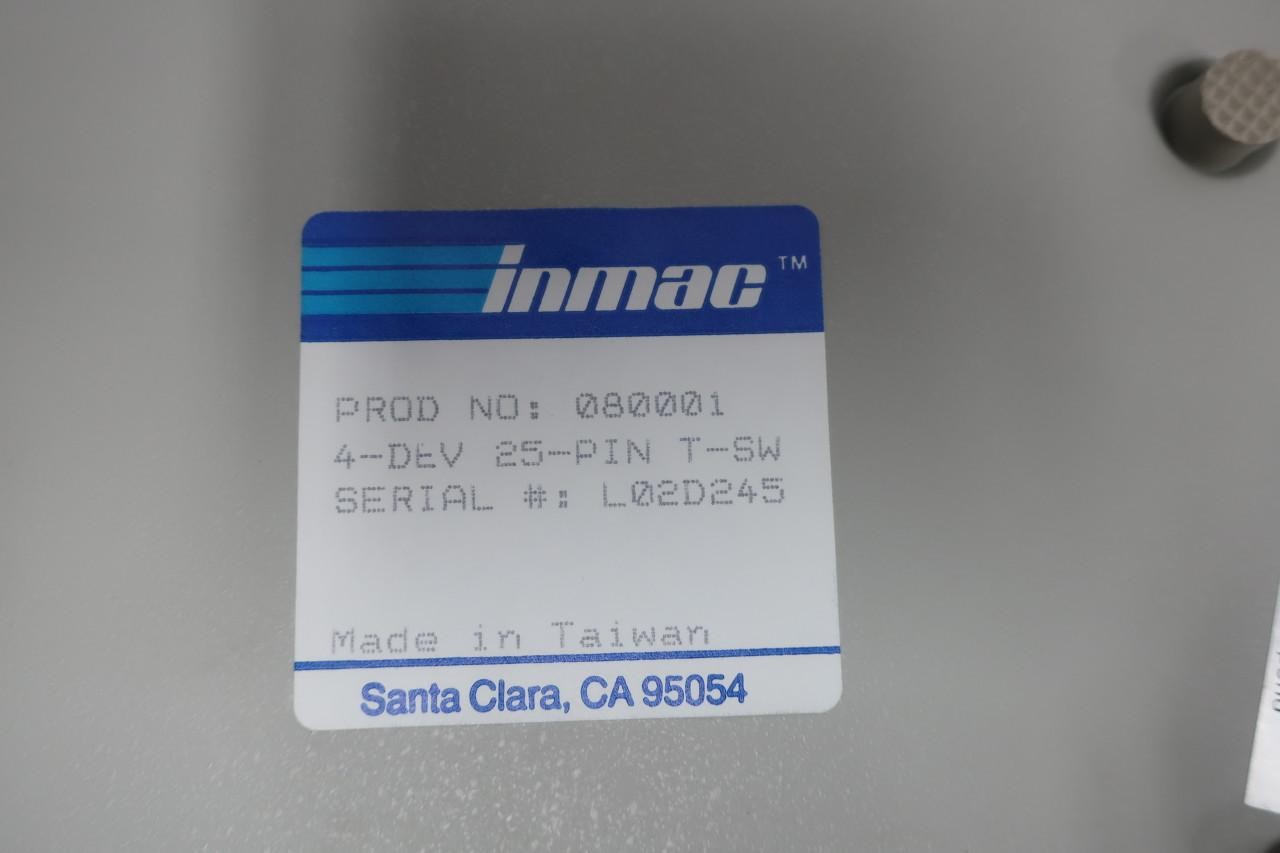 inmac™
PROD NO: 080001
4-DEV 25-PIN T-SW
SERIAL #: L02D245
Made in Taiwan
Santa Clara, CA 95054